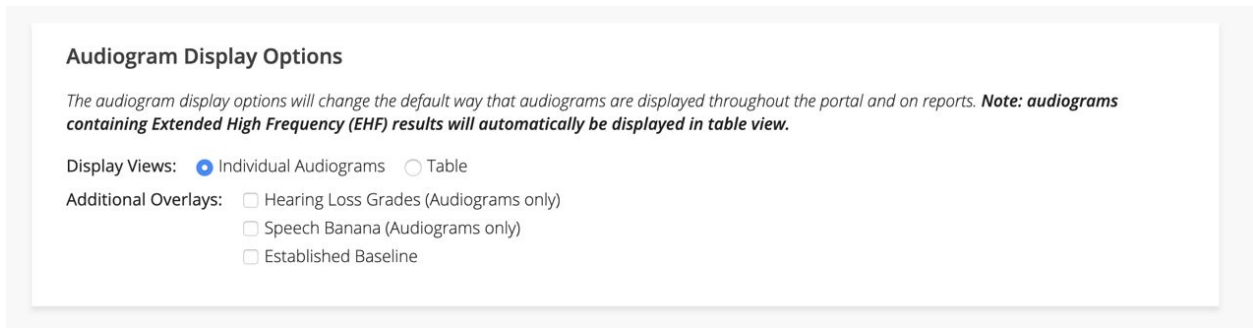 Audiogram Display Options
The audiogram display options will change the default way that audiograms are displayed throughout the portal and on reports. Note: audiograms
containing Extended High Frequency (EHF) results will automatically be displayed in table view.
Display Views: Individual Audiograms Table
Additional Overlays: Hearing Loss Grades (Audiograms only)
Speech Banana (Audiograms only)
Established Baseline